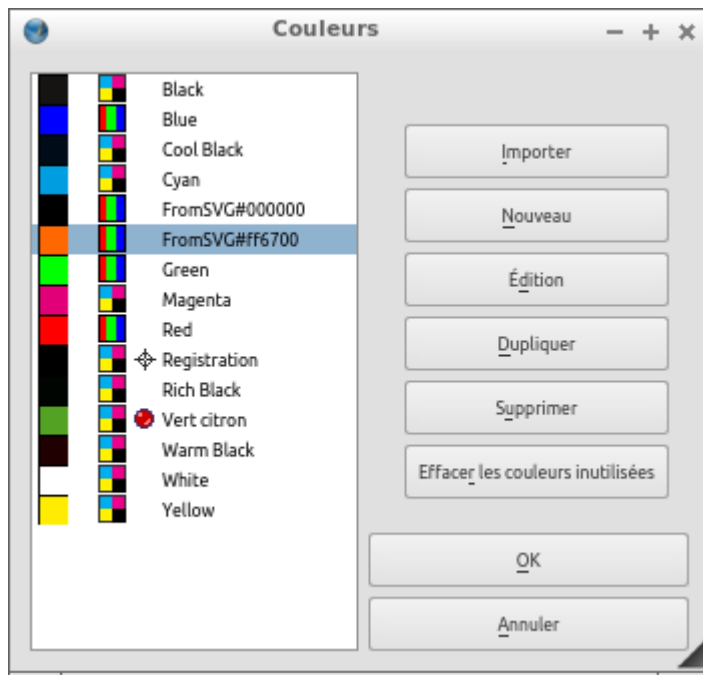 Couleurs
Black
Blue
Cool Black
Cyan
FromSVG#000000
FromSVG#ff6700
Green
Magenta
Red
Registration
Rich Black
Vert citron
Warm Black
White
Yellow
Importer
Nouveau
Édition
Dupliquer
Supprimer
Effacer les couleurs inutilisées
OK
Annuler